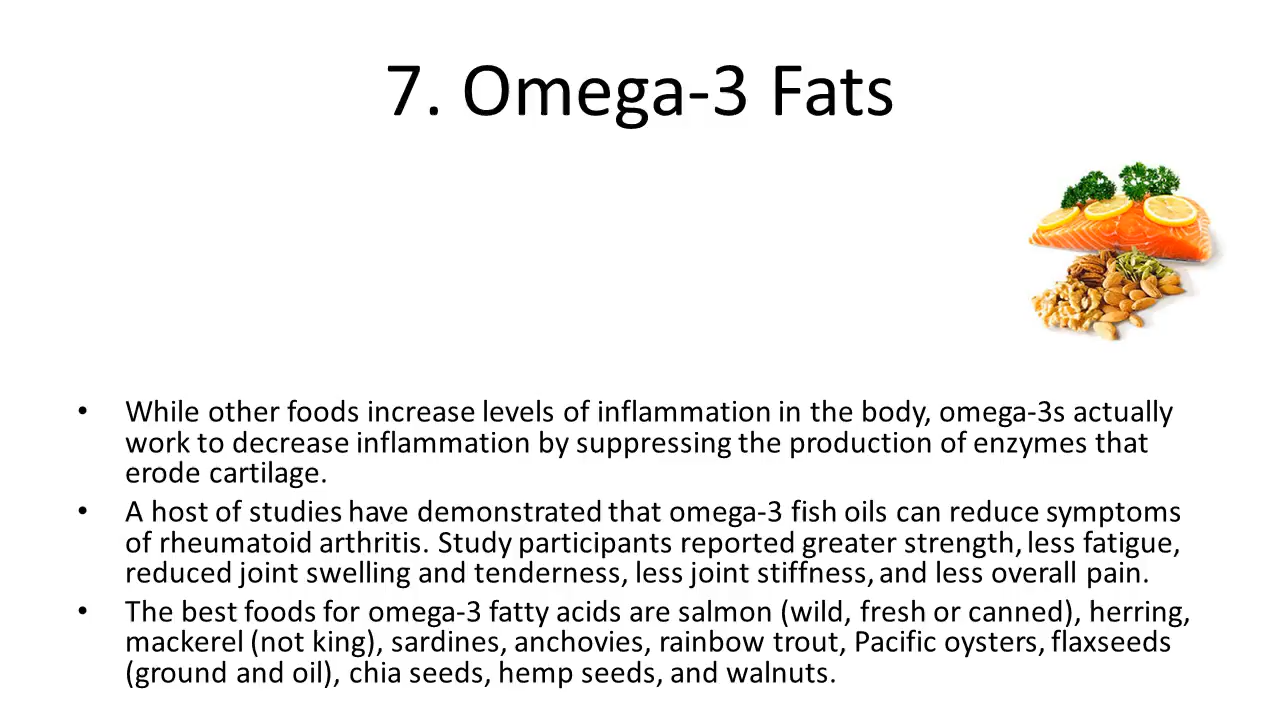 7. Omega-3 Fats
• While other foods increase levels of inflammation in the body, omega-3s actually
work to decrease inflammation by suppressing the production of enzymes that
erode cartilage.
• A host of studies have demonstrated that omega-3 fish oils can reduce symptoms
of rheumatoid arthritis. Study participants reported greater strength, less fatigue,
reduced joint swelling and tenderness, less joint stiffness, and less overall pain.
• The best foods for omega-3 fatty acids are salmon (wild, fresh or canned), herring,
mackerel (not king), sardines, anchovies, rainbow trout, Pacific oysters, flaxseeds
(ground and oil), chia seeds, hemp seeds, and walnuts.